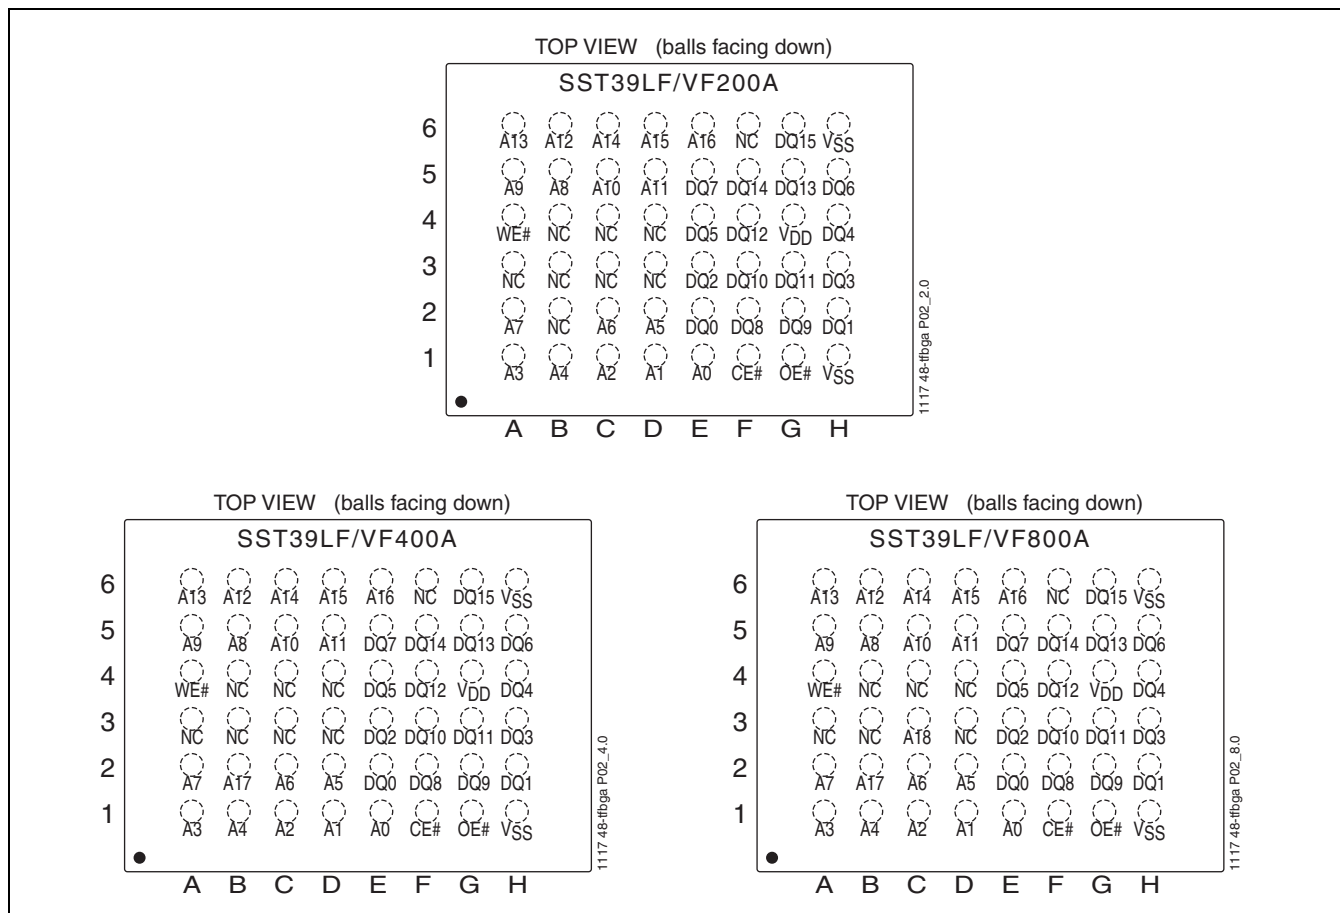 TOP VIEW (balls facing down)
SST39LF/VF200A
6 A13 A12 A14 A15 A16 NC DQ15 VSS
5 A9 A8 A10 A11 DQ7 DQ14 DQ13 DQ6
4 WE# NC NC NC DQ5 DQ12 VDD DQ4
3 NC NC NC NC DQ2 DQ10 DQ11 DQ3
2 A7 NC A6 A5 DQ0 DQ8 DQ9 DQ1
1 A3 A4 A2 A1 A0 CE# OE# VSS
A B C D E F G H
1117 48-tfbga P02_2.0
TOP VIEW (balls facing down)
SST39LF/VF400A
6 A13 A12 A14 A15 A16 NC DQ15 VSS
5 A9 A8 A10 A11 DQ7 DQ14 DQ13 DQ6
4 WE# NC NC NC DQ5 DQ12 VDD DQ4
3 NC NC NC NC DQ2 DQ10 DQ11 DQ3
2 A7 A17 A6 A5 DQ0 DQ8 DQ9 DQ1
1 A3 A4 A2 A1 A0 CE# OE# VSS
A B C D E F G H
1117 48-tfbga P02_4.0
TOP VIEW (balls facing down)
SST39LF/VF800A
6 A13 A12 A14 A15 A16 NC DQ15 VSS
5 A9 A8 A10 A11 DQ7 DQ14 DQ13 DQ6
4 WE# NC NC NC DQ5 DQ12 VDD DQ4
3 NC NC A18 NC DQ2 DQ10 DQ11 DQ3
2 A7 A17 A6 A5 DQ0 DQ8 DQ9 DQ1
1 A3 A4 A2 A1 A0 CE# OE# VSS
A B C D E F G H
1117 48-tfbga P02_8.0